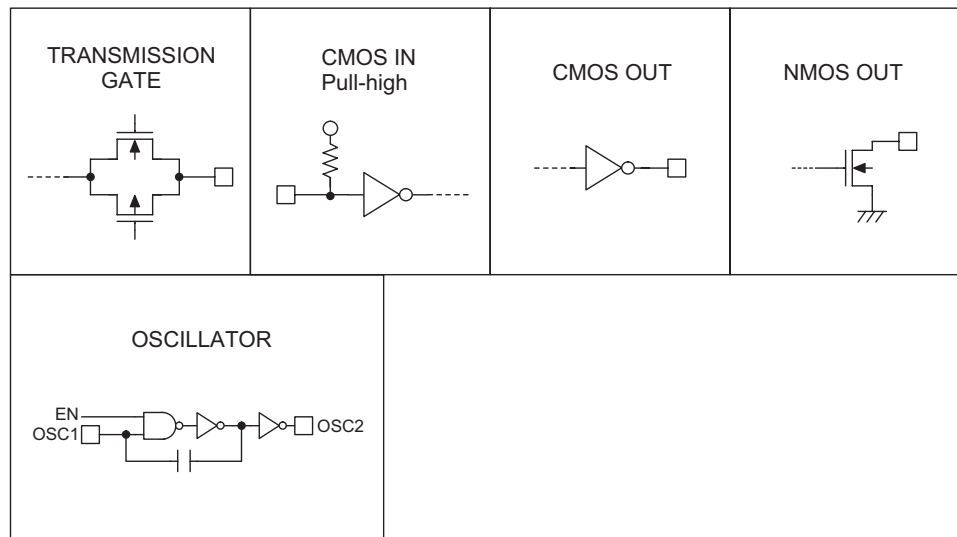 TRANSMISSION
GATE
CMOS IN
Pull-high
CMOS OUT
NMOS OUT
OSCILLATOR
EN
OSC1
OSC2